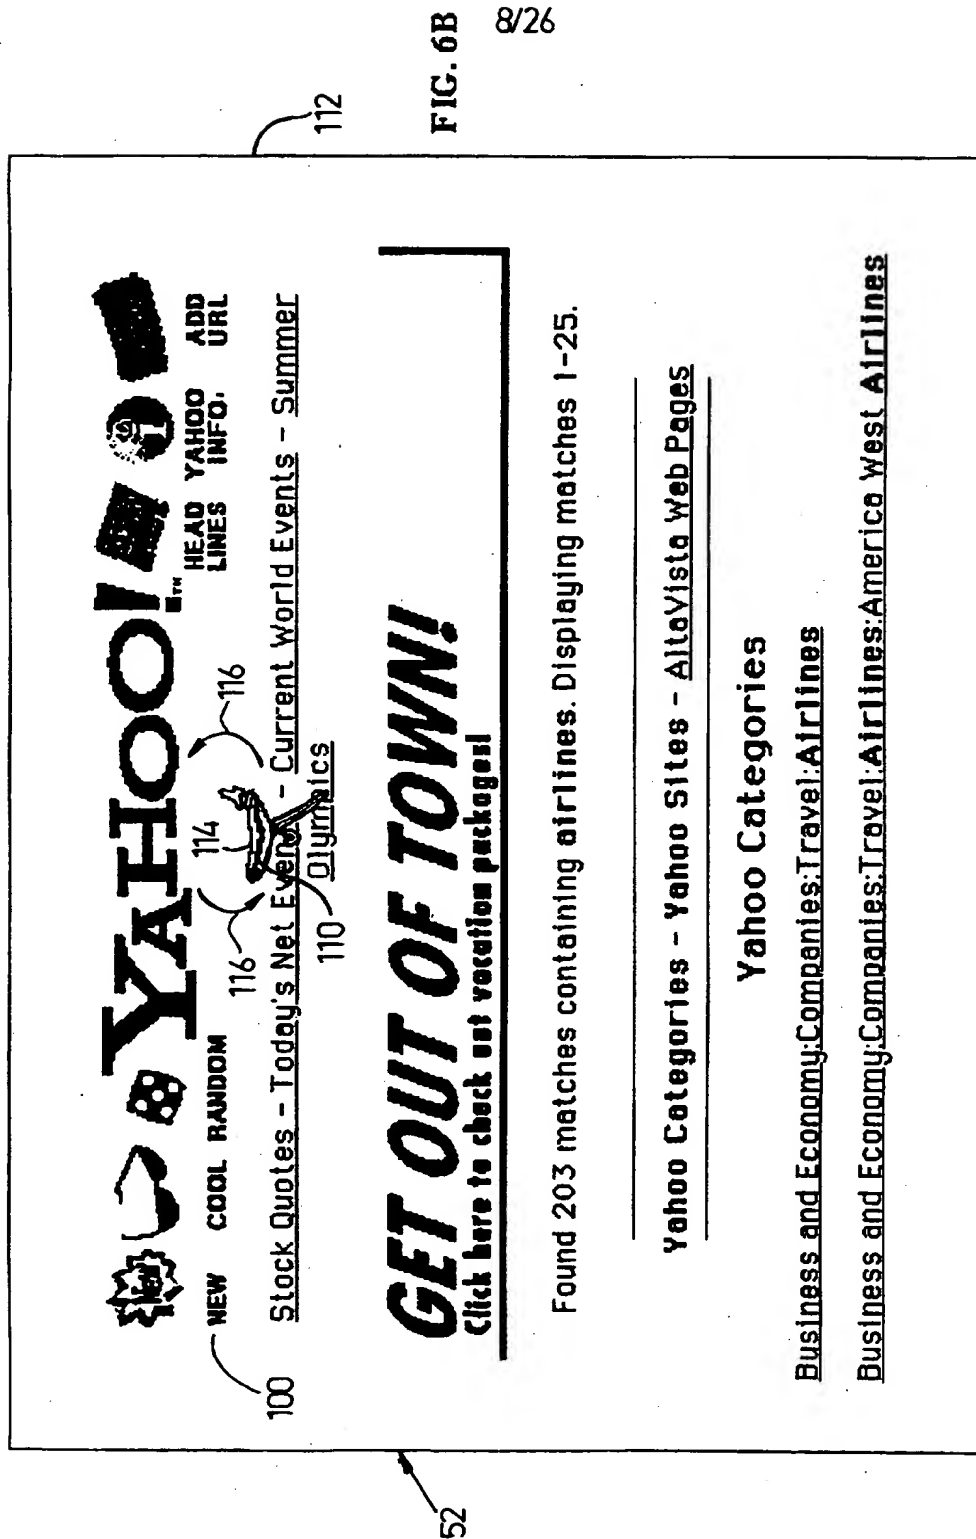 8/26
FIG. 6B
112
52
100
YAHOO!
TM
NEW COOL RANDOM
HEAD LINES YAHOO INFO. ADD URL
116
114
116
110
Stock Quotes - Today's Net Event - Current World Events - Summer
Olympics
GET OUT OF TOWN!
Click here to check out vacation packages!
Found 203 matches containing airlines. Displaying matches 1-25.
Yahoo Categories - Yahoo Sites - AltaVista Web Pages
Yahoo Categories
Business and Economy:Companies:Travel:Airlines
Business and Economy:Companies:Travel:Airlines:America West Airlines